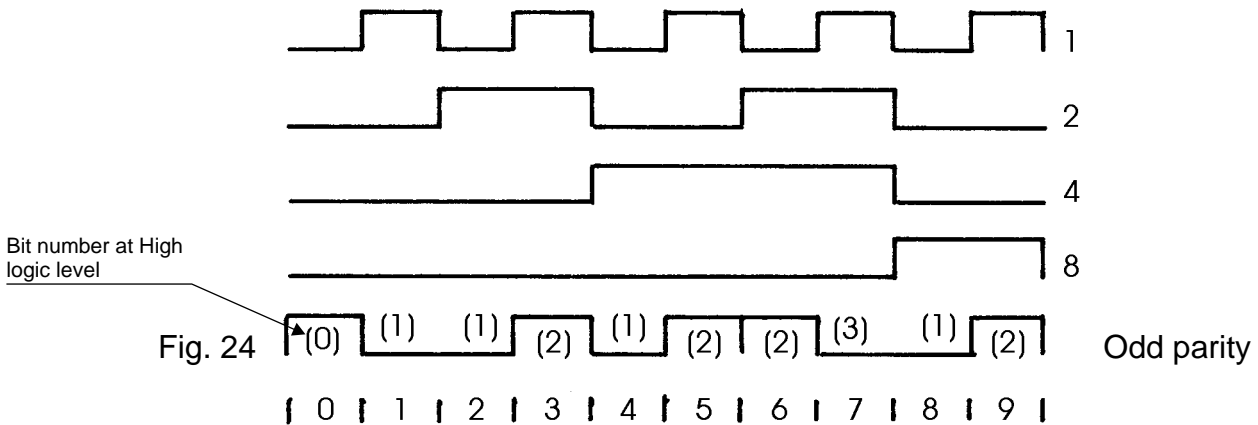 1
2
4
Bit number at High
logic level
8
Fig. 24
(0) (1) (1) (2) (1) (2) (2) (3) (1) (2)
Odd parity
0 1 2 3 4 5 6 7 8 9